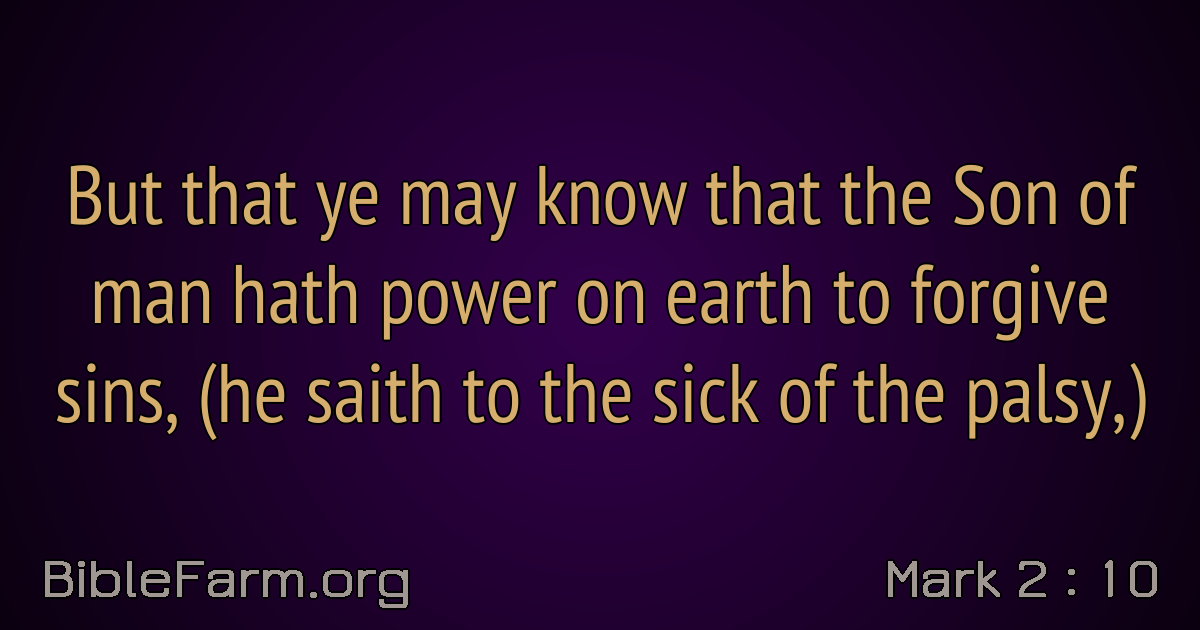 But that ye may know that the Son of
man hath power on earth to forgive
sins, (he saith to the sick of the palsy,)
BibleFarm.org
Mark 2 : 10